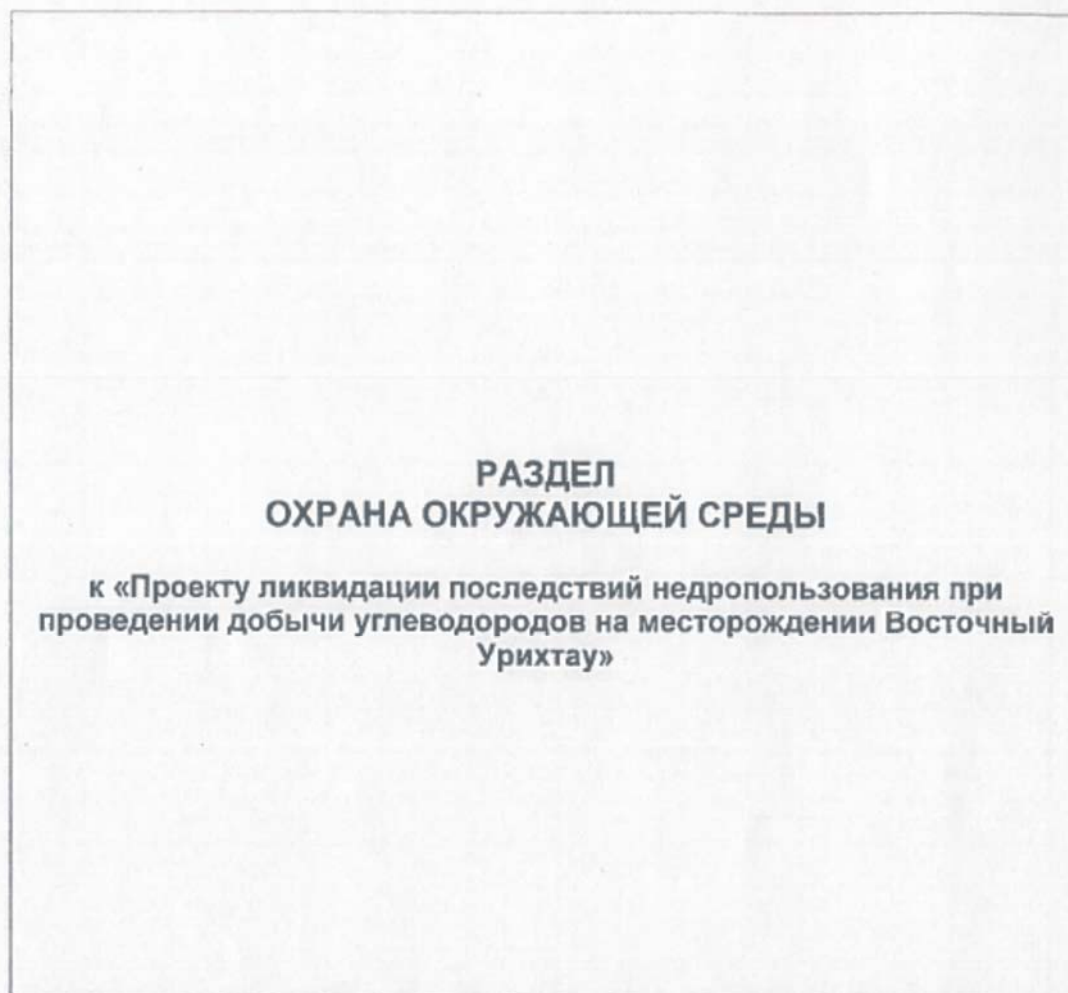 РАЗДЕЛ
ОХРАНА ОКРУЖАЮЩЕЙ СРЕДЫ
к «Проекту ликвидации последствий недропользования при
проведении добычи углеводородов на месторождении Восточный
Урихтау»